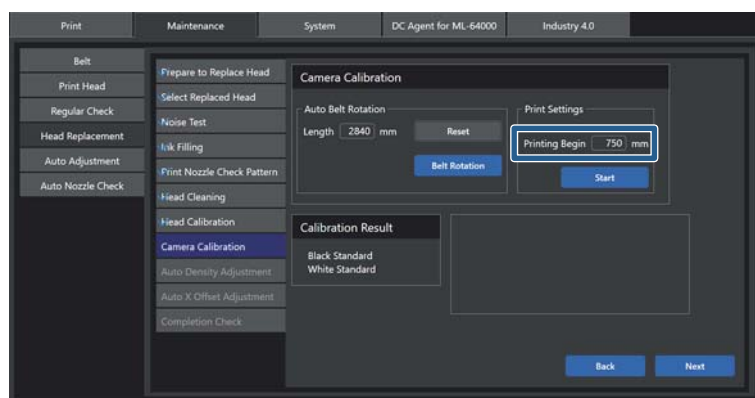 Print Maintenance System DC Agent for ML-64000 Industry 4.0
Belt
Print Head
Regular Check
Head Replacement
Auto Adjustment
Auto Nozzle Check
Prepare to Replace Head
Select Replaced Head
Noise Test
Ink Filling
Print Nozzle Check Pattern
Head Cleaning
Head Calibration
Camera Calibration
Auto Density Adjustment
Auto X Offset Adjustment
Completion Check
Camera Calibration
Auto Belt Rotation
Length 2840 mm Reset
Belt Rotation
Print Settings
Printing Begin 750 mm
Start
Calibration Result
Black Standard
White Standard
Back Next